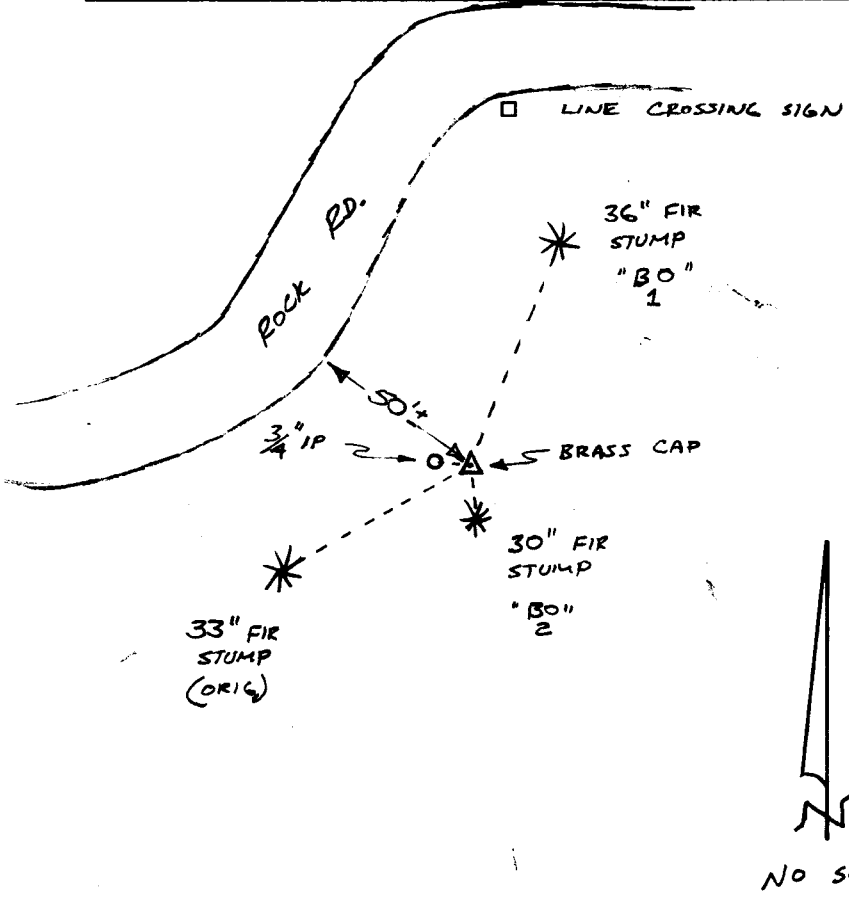 LINE CROSSING SIGN
36" FIR
STUMP
"BO"
1
ROCK RD.
50'±
3/4" IP
BRASS CAP
30" FIR
STUMP
"BO"
2
33" FIR
STUMP
(ORIG)
N
NO